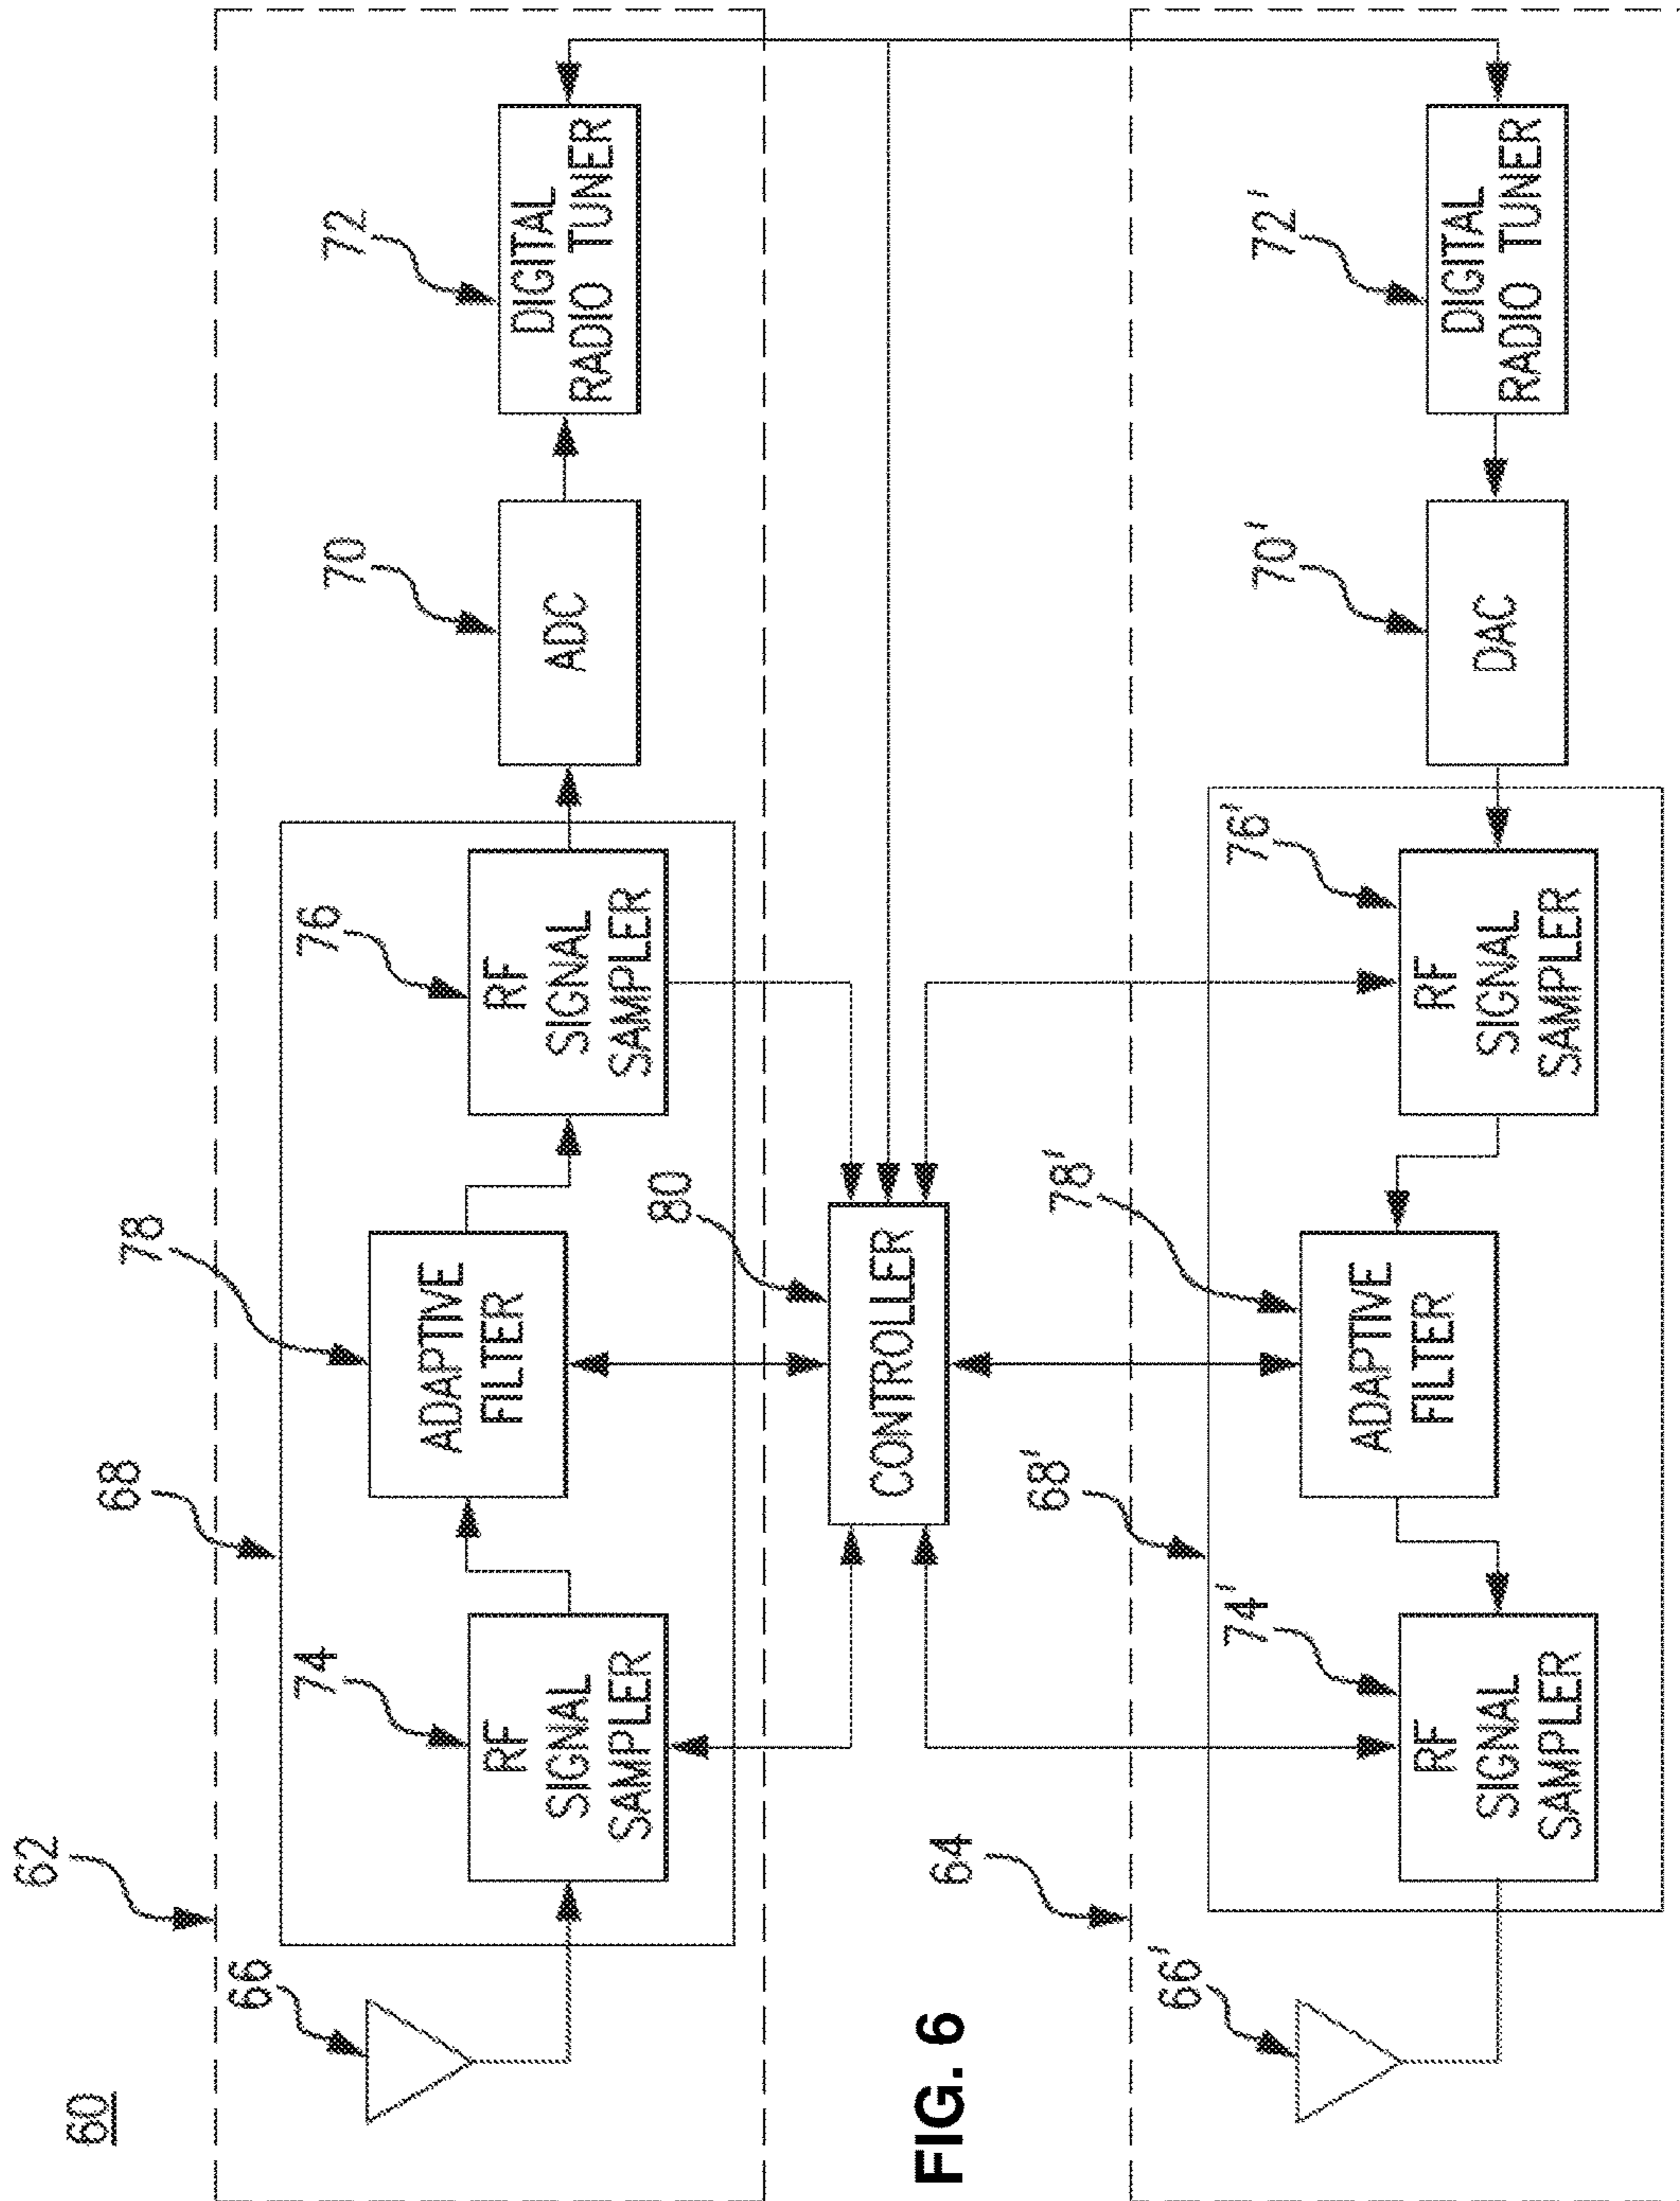 60
62
66
68
74
RF
SIGNAL
SAMPLER
78
ADAPTIVE
FILTER
76
RF
SIGNAL
SAMPLER
70
ADC
72
DIGITAL
RADIO TUNER
80
CONTROLLER
FIG. 6
64
66'
68'
74'
RF
SIGNAL
SAMPLER
78'
ADAPTIVE
FILTER
76'
RF
SIGNAL
SAMPLER
70'
DAC
72'
DIGITAL
RADIO TUNER